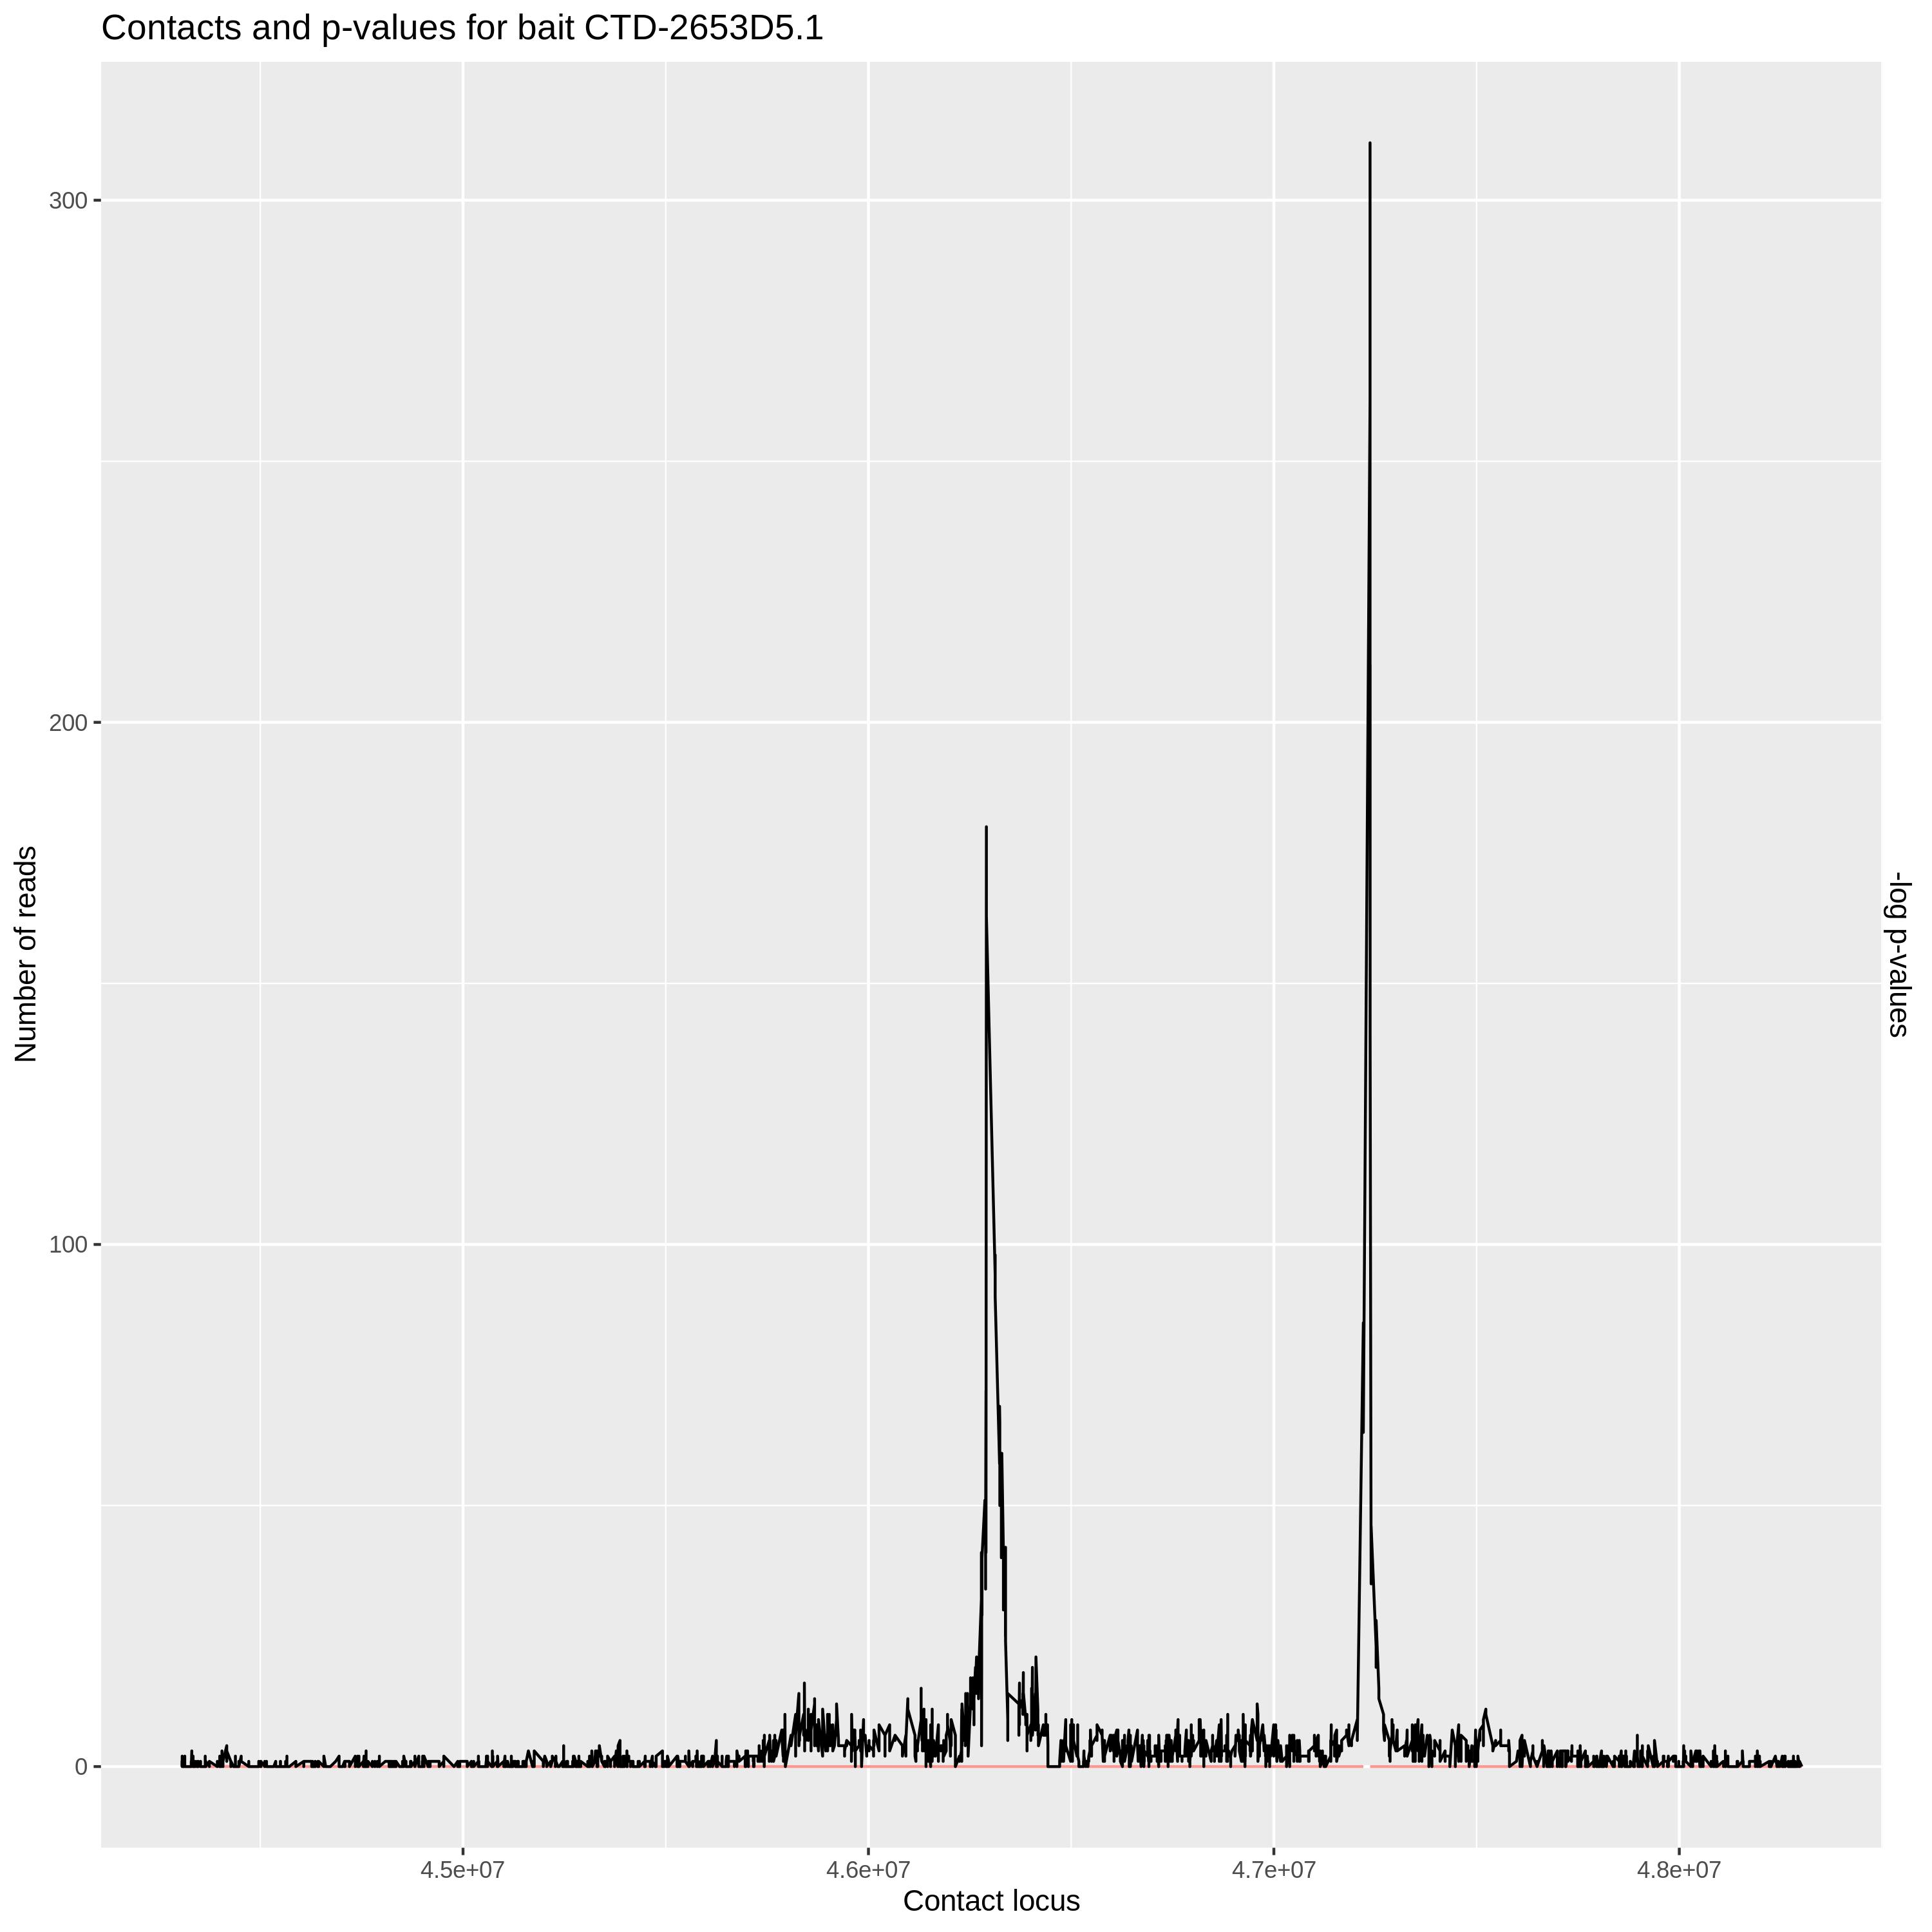 Contacts and p-values for bait CTD-2653D5.1
300
200
100
0
Number of reads
-log p-values
4.5e+07 4.6e+07 4.7e+07 4.8e+07
Contact locus